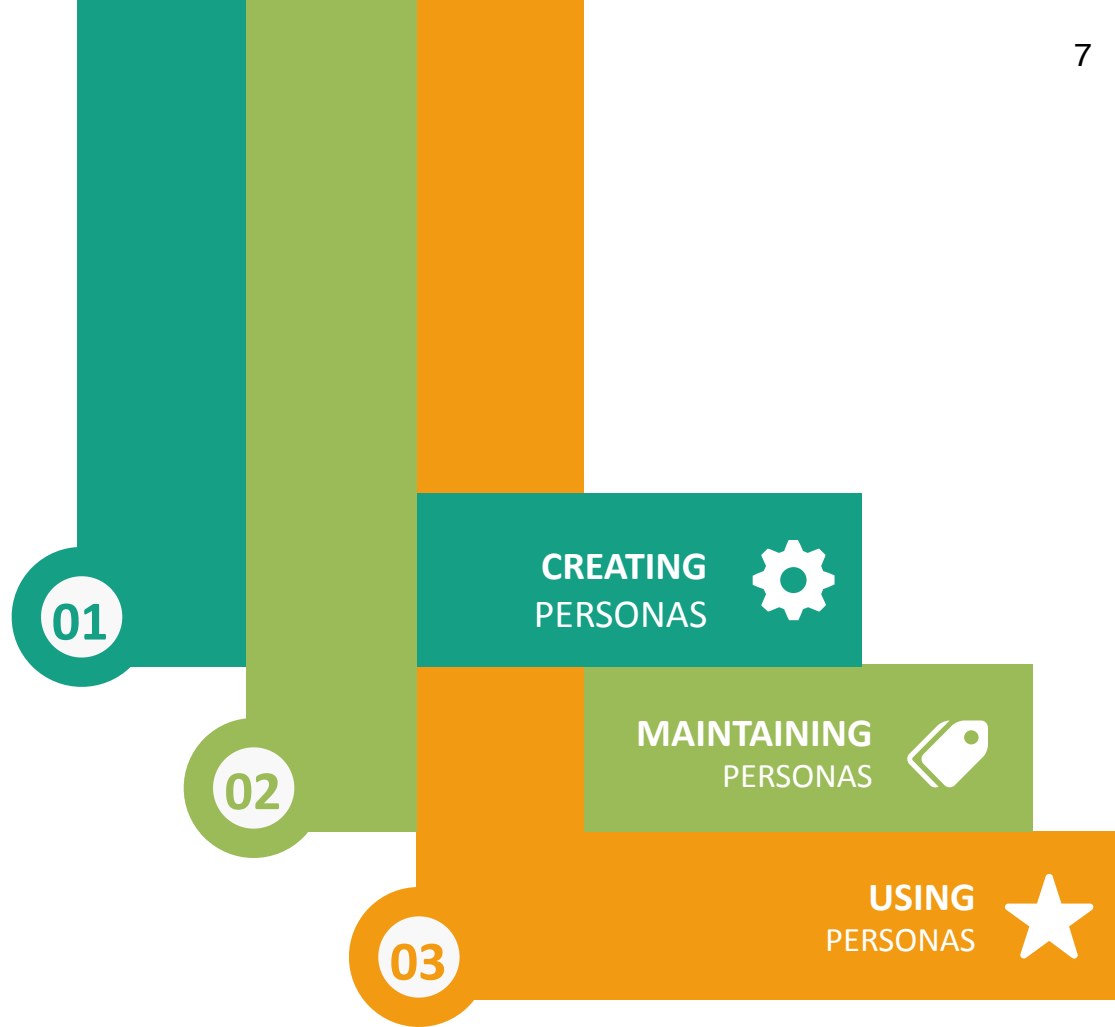 7
01
CREATING
PERSONAS
02
MAINTAINING
PERSONAS
03
USING
PERSONAS